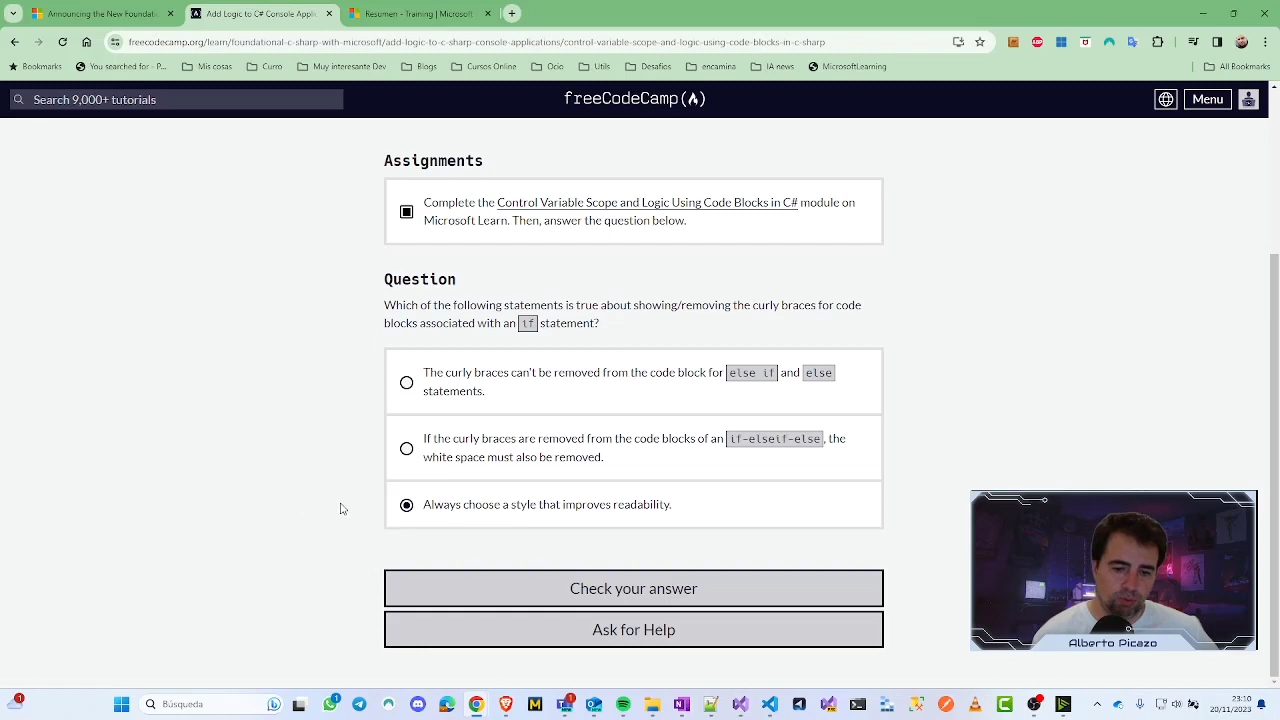 Announcing the New Foundatic
Add Logic to C# Console Applic
Resumen - Training | Microsoft
freecodecamp.org/learn/foundational-c-sharp-with-microsoft/add-logic-to-c-sharp-console-applications/control-variable-scope-and-logic-using-code-blocks-in-c-sharp
Bookmarks
You searched for – P...
Mis cosas
Curro
Muy interesante Dev
Blogs
Curses Online
Ocio
Utils
Desafios
encamina
IA news
MicrosoftLearning
All Bookmarks
Search 9,000+ tutorials
freeCodeCamp
Menu
Assignments
Complete the Control Variable Scope and Logic Using Code Blocks in C# module on
Microsoft Learn. Then, answer the question below.
Question
Which of the following statements is true about showing/removing the curly braces for code
blocks associated with an if statement?
The curly braces can't be removed from the code block for else if and else
statements.
If the curly braces are removed from the code blocks of an if-elseif-else, the
white space must also be removed.
Always choose a style that improves readability.
Check your answer
Ask for Help
Alberto Picazo
Búsqueda
23:10
20/11/2023